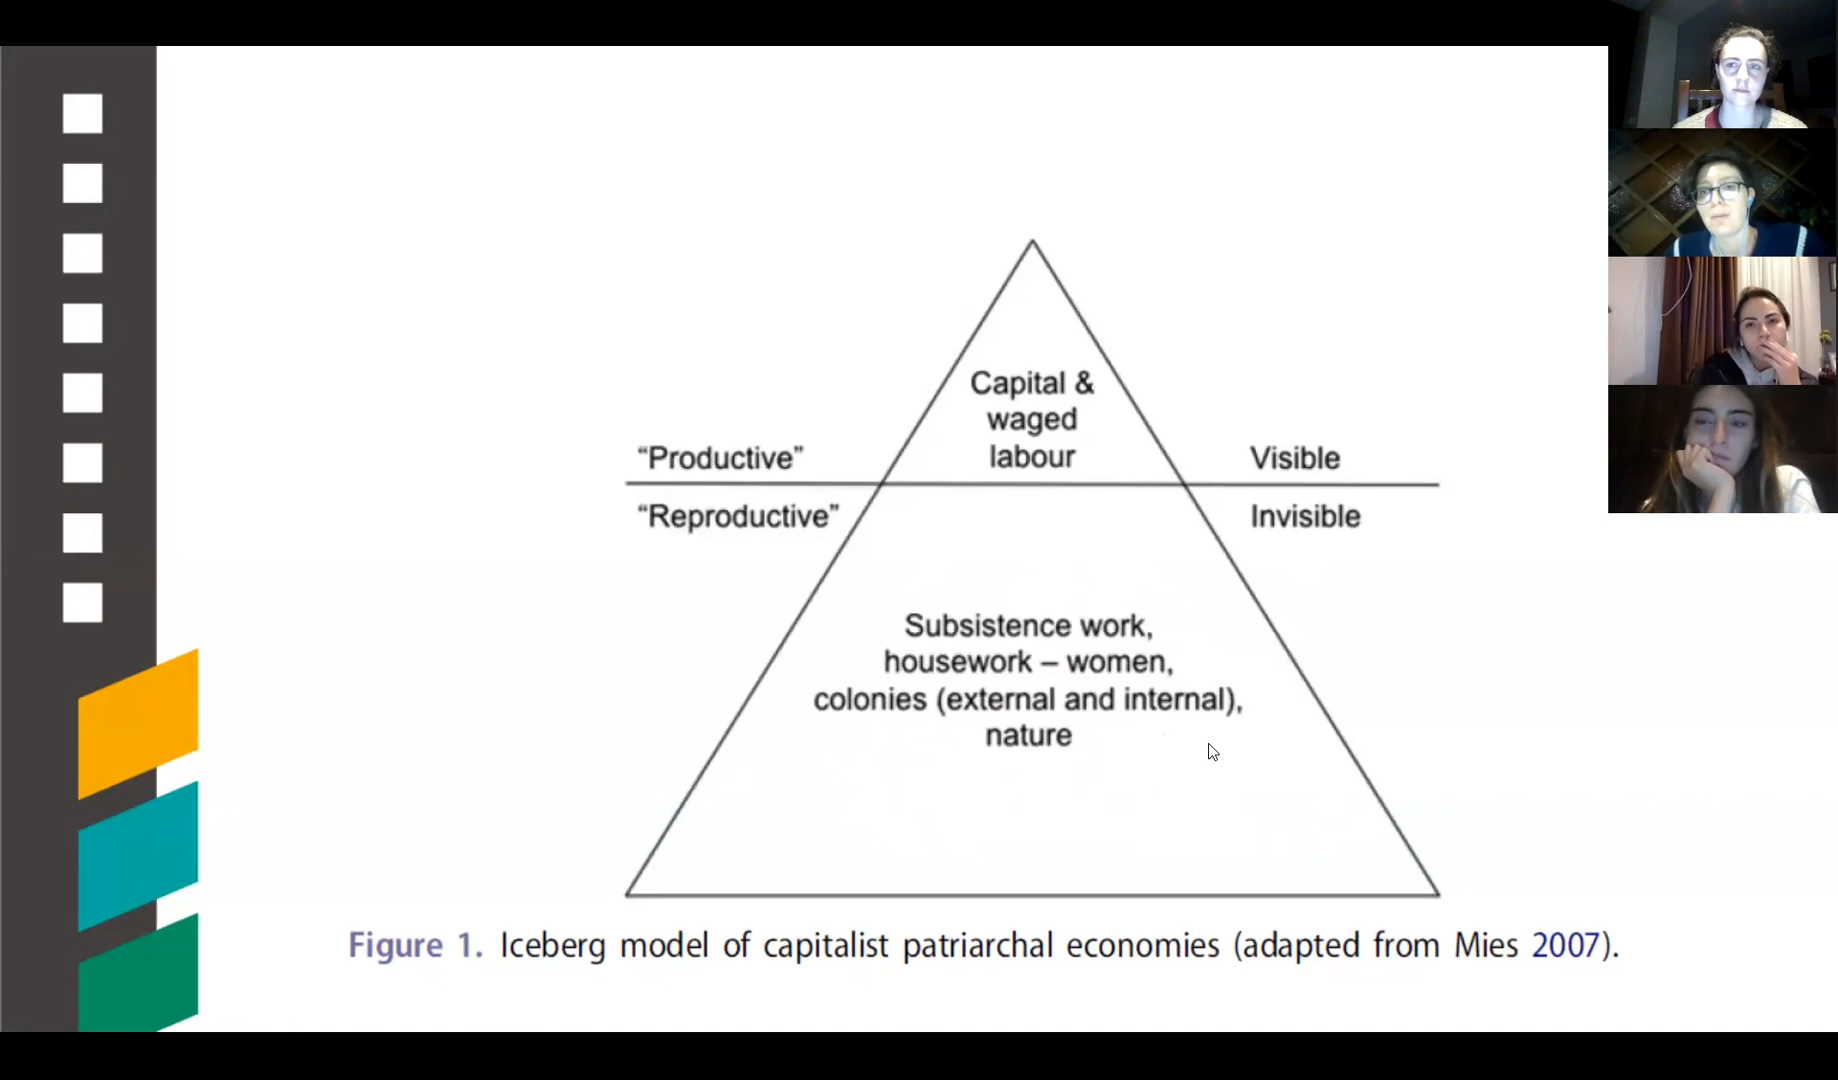 Capital &
waged
labour
“Productive”
Visible
“Reproductive”
Invisible
Subsistence work,
housework – women,
colonies (external and internal),
nature
Figure 1. Iceberg model of capitalist patriarchal economies (adapted from Mies 2007).